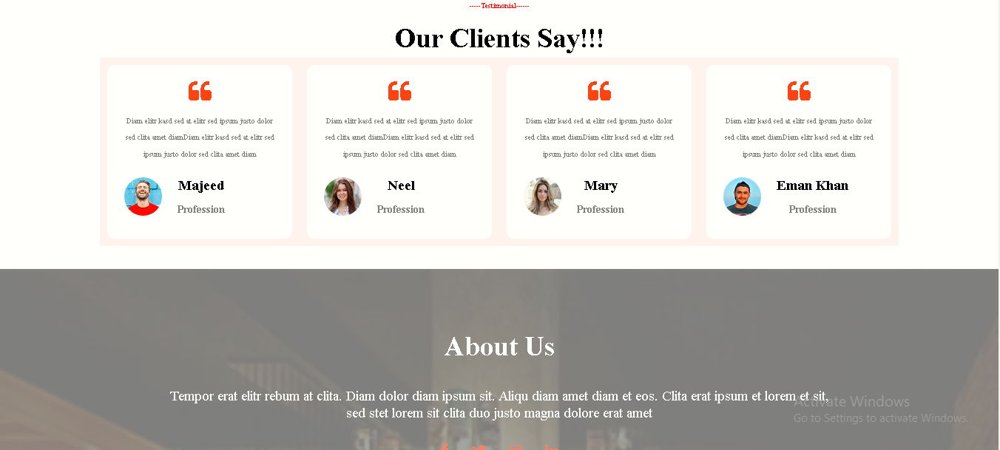 -----Testimonial------
Our Clients Say!!!
Diam elitr kasd sed at elitr sed ipsum justo dolor
sed clita amet diamDiam elitr kasd sed at elitr sed
ipsum justo dolor sed clita amet diam
Majeed
Profession
Diam elitr kasd sed at elitr sed ipsum justo dolor
sed clita amet diamDiam elitr kasd sed at elitr sed
ipsum justo dolor sed clita amet diam
Neel
Profession
Diam elitr kasd sed at elitr sed ipsum justo dolor
sed clita amet diamDiam elitr kasd sed at elitr sed
ipsum justo dolor sed clita amet diam
Mary
Profession
Diam elitr kasd sed at elitr sed ipsum justo dolor
sed clita amet diamDiam elitr kasd sed at elitr sed
ipsum justo dolor sed clita amet diam
Eman Khan
Profession
About Us
Tempor erat elitr rebum at clita. Diam dolor diam ipsum sit. Aliqu diam amet diam et eos. Clita erat ipsum et lorem et sit,
sed stet lorem sit clita duo justo magna dolore erat amet
Activate Windows
Go to Settings to activate Windows.